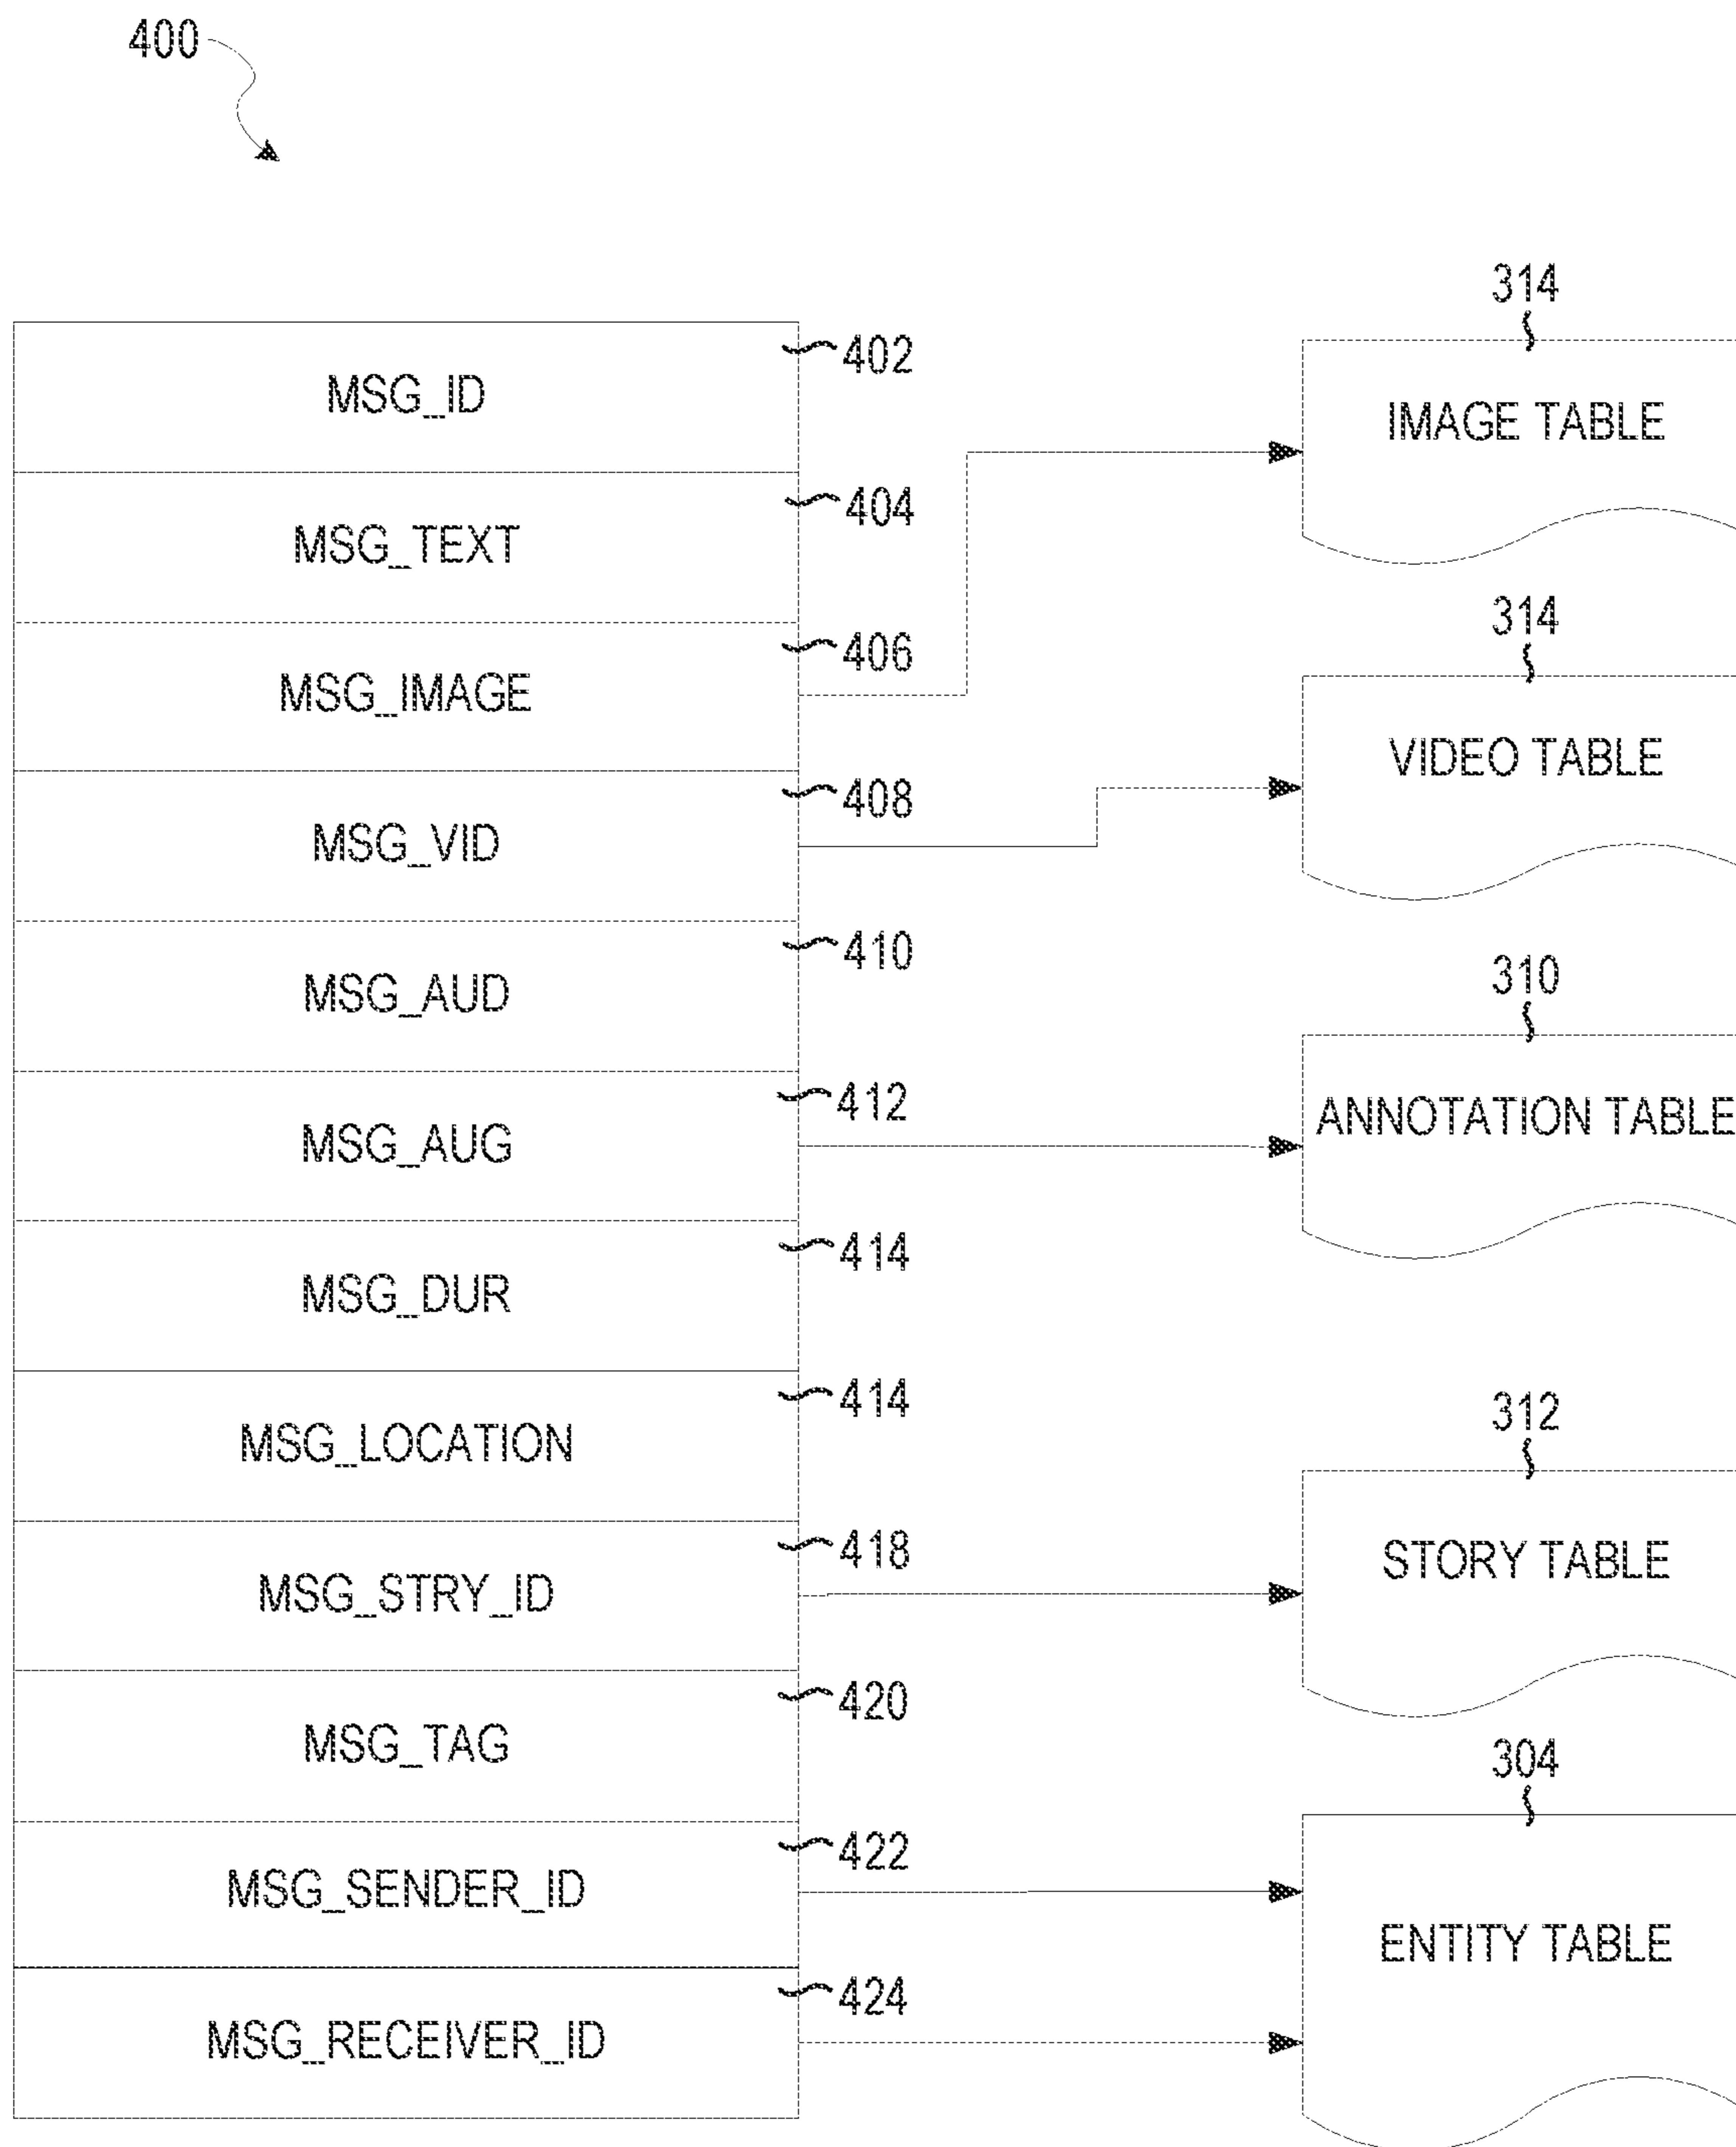 400
314
402
MSG_ID
IMAGE TABLE
404
MSG_TEXT
314
406
MSG_IMAGE
VIDEO TABLE
408
MSG_VID
410
310
MSG_AUD
412
ANNOTATION TABLE
MSG_AUG
414
MSG_DUR
414
312
MSG_LOCATION
418
STORY TABLE
MSG_STRY_ID
420
304
MSG_TAG
422
MSG_SENDER_ID
ENTITY TABLE
424
MSG_RECEIVER_ID